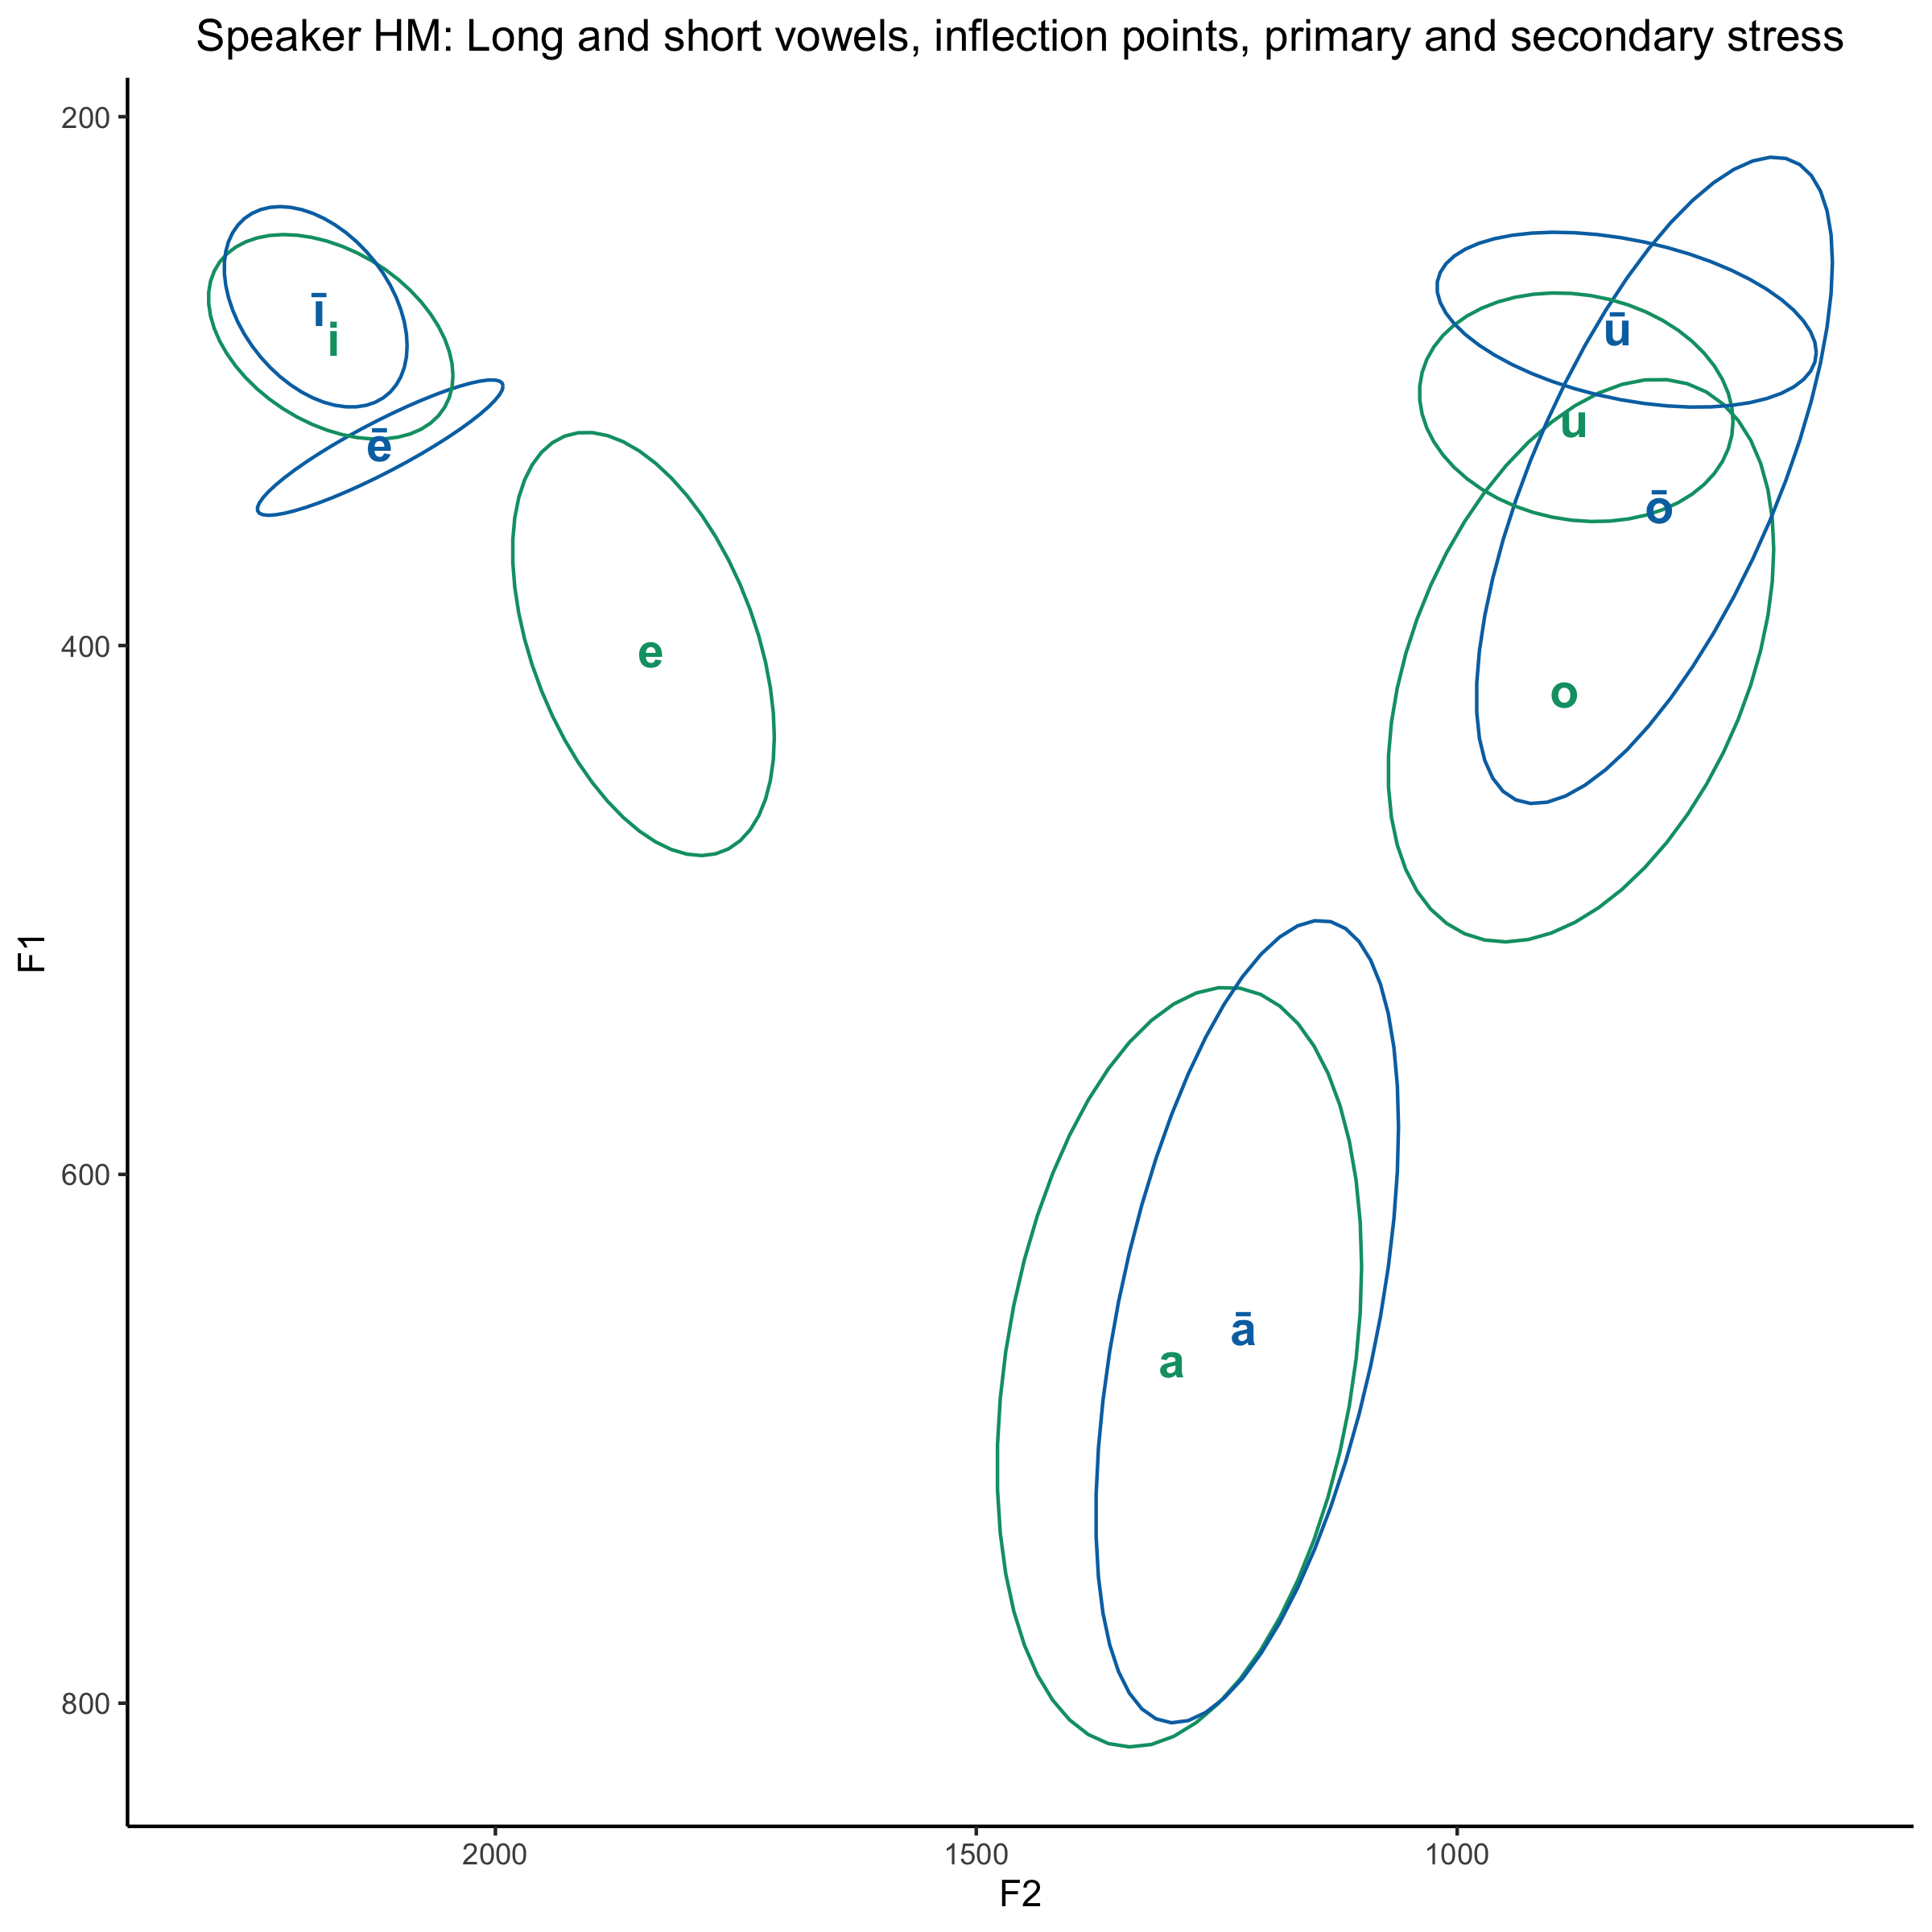 Speaker HM: Long and short vowels, inflection points, primary and secondary stress
200
ī
ū
i
u
ē
ō
400
e
o
F1
600
ā
a
800
2000 1500 1000
F2